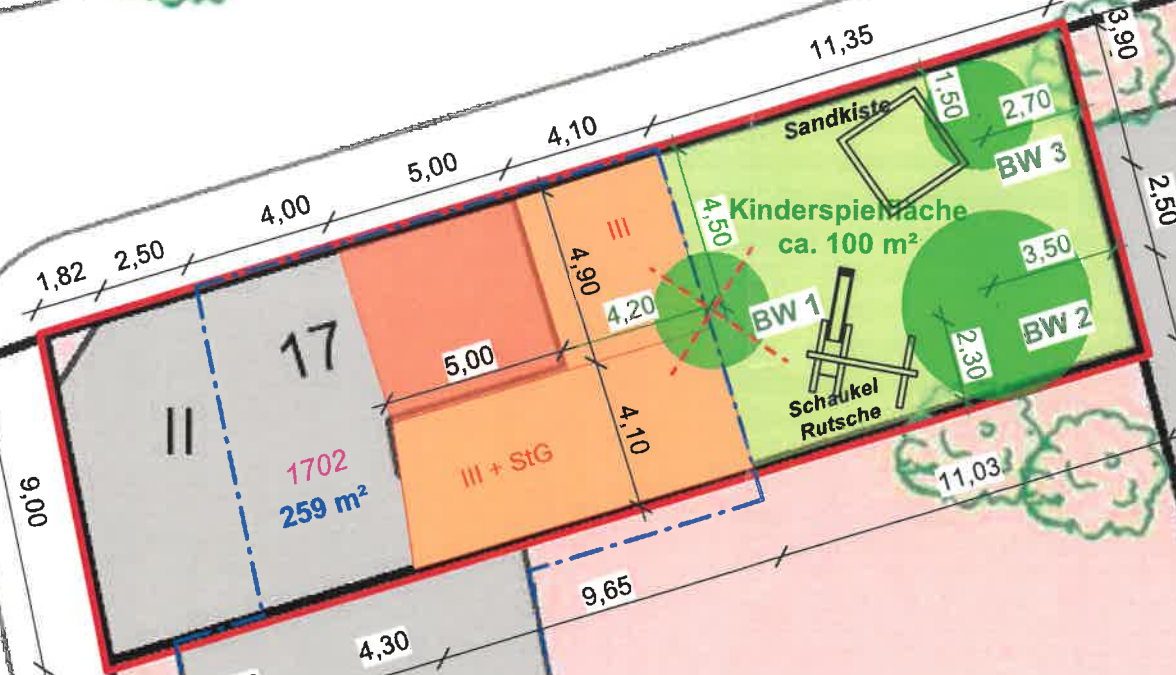 3,90
11,35
1,50
2,70
Sandkiste
4,10
BW 3
5,00
2,50
4,00
4,50
Kinderspielfläche
ca. 100 m²
III
1,82
2,50
4,90
3,50
4,20
BW 1
BW 2
17
5,00
2,30
Schaukel
Rutsche
II
4,10
III + StG
1702
259 m²
11,03
9,00
9,65
4,30